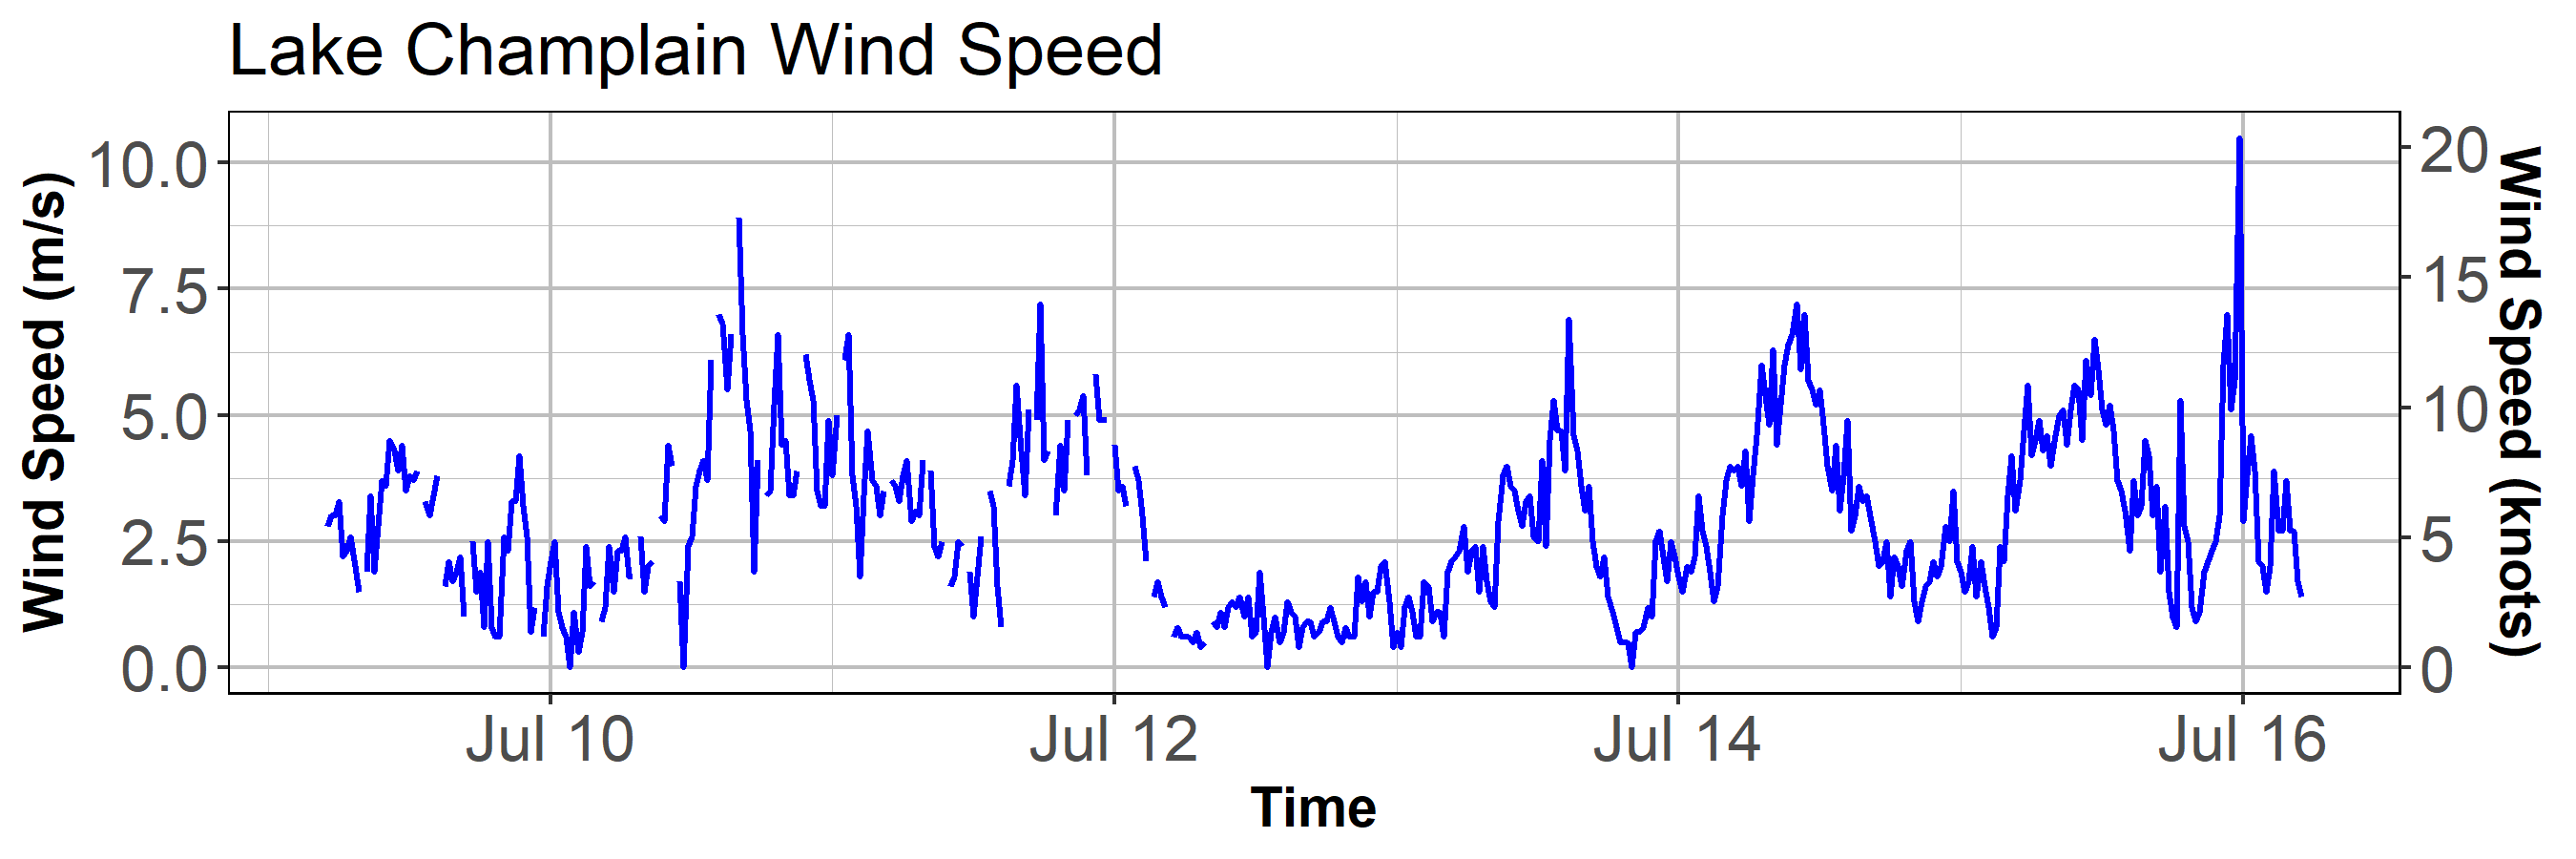 Lake Champlain Wind Speed
Wind Speed (m/s)
10.0
7.5
5.0
2.5
0.0
20
15
10
5
0
Wind Speed (knots)
Jul 10
Jul 12
Jul 14
Jul 16
Time